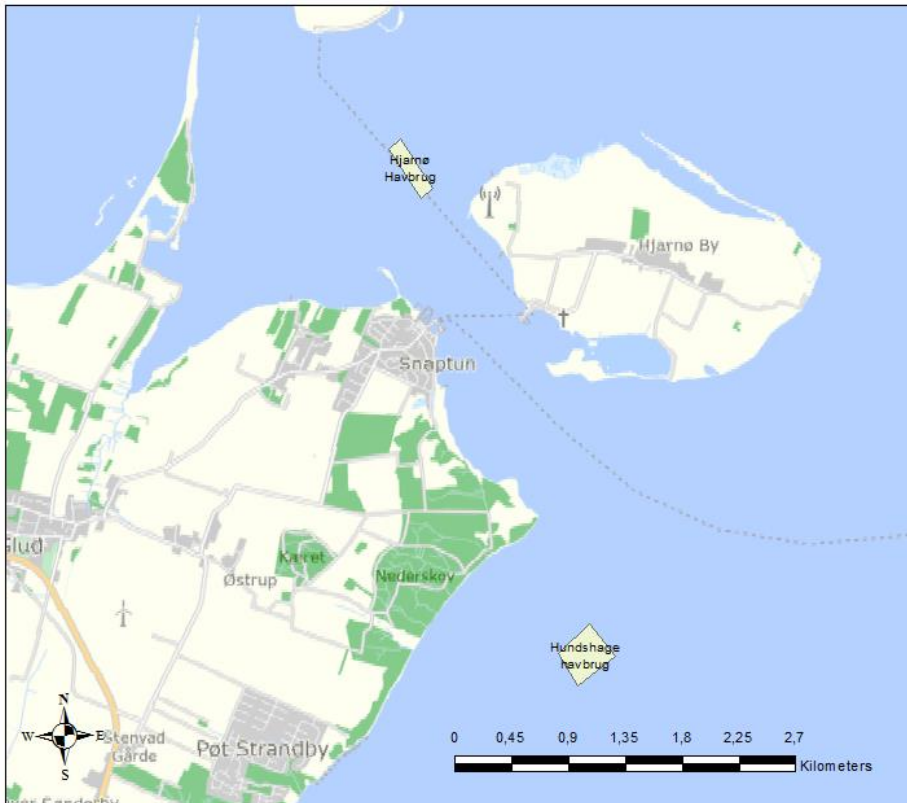 Hjarnø
Havbrug
Hjarnø By
Snaptun
Glud
Kæret
Østrup
Nederskov
Hundshage
havbrug
N
W E
S
Stenvad
Gårde
Pøt Strandby
0 0,45 0,9 1,35 1,8 2,25 2,7
Kilometers